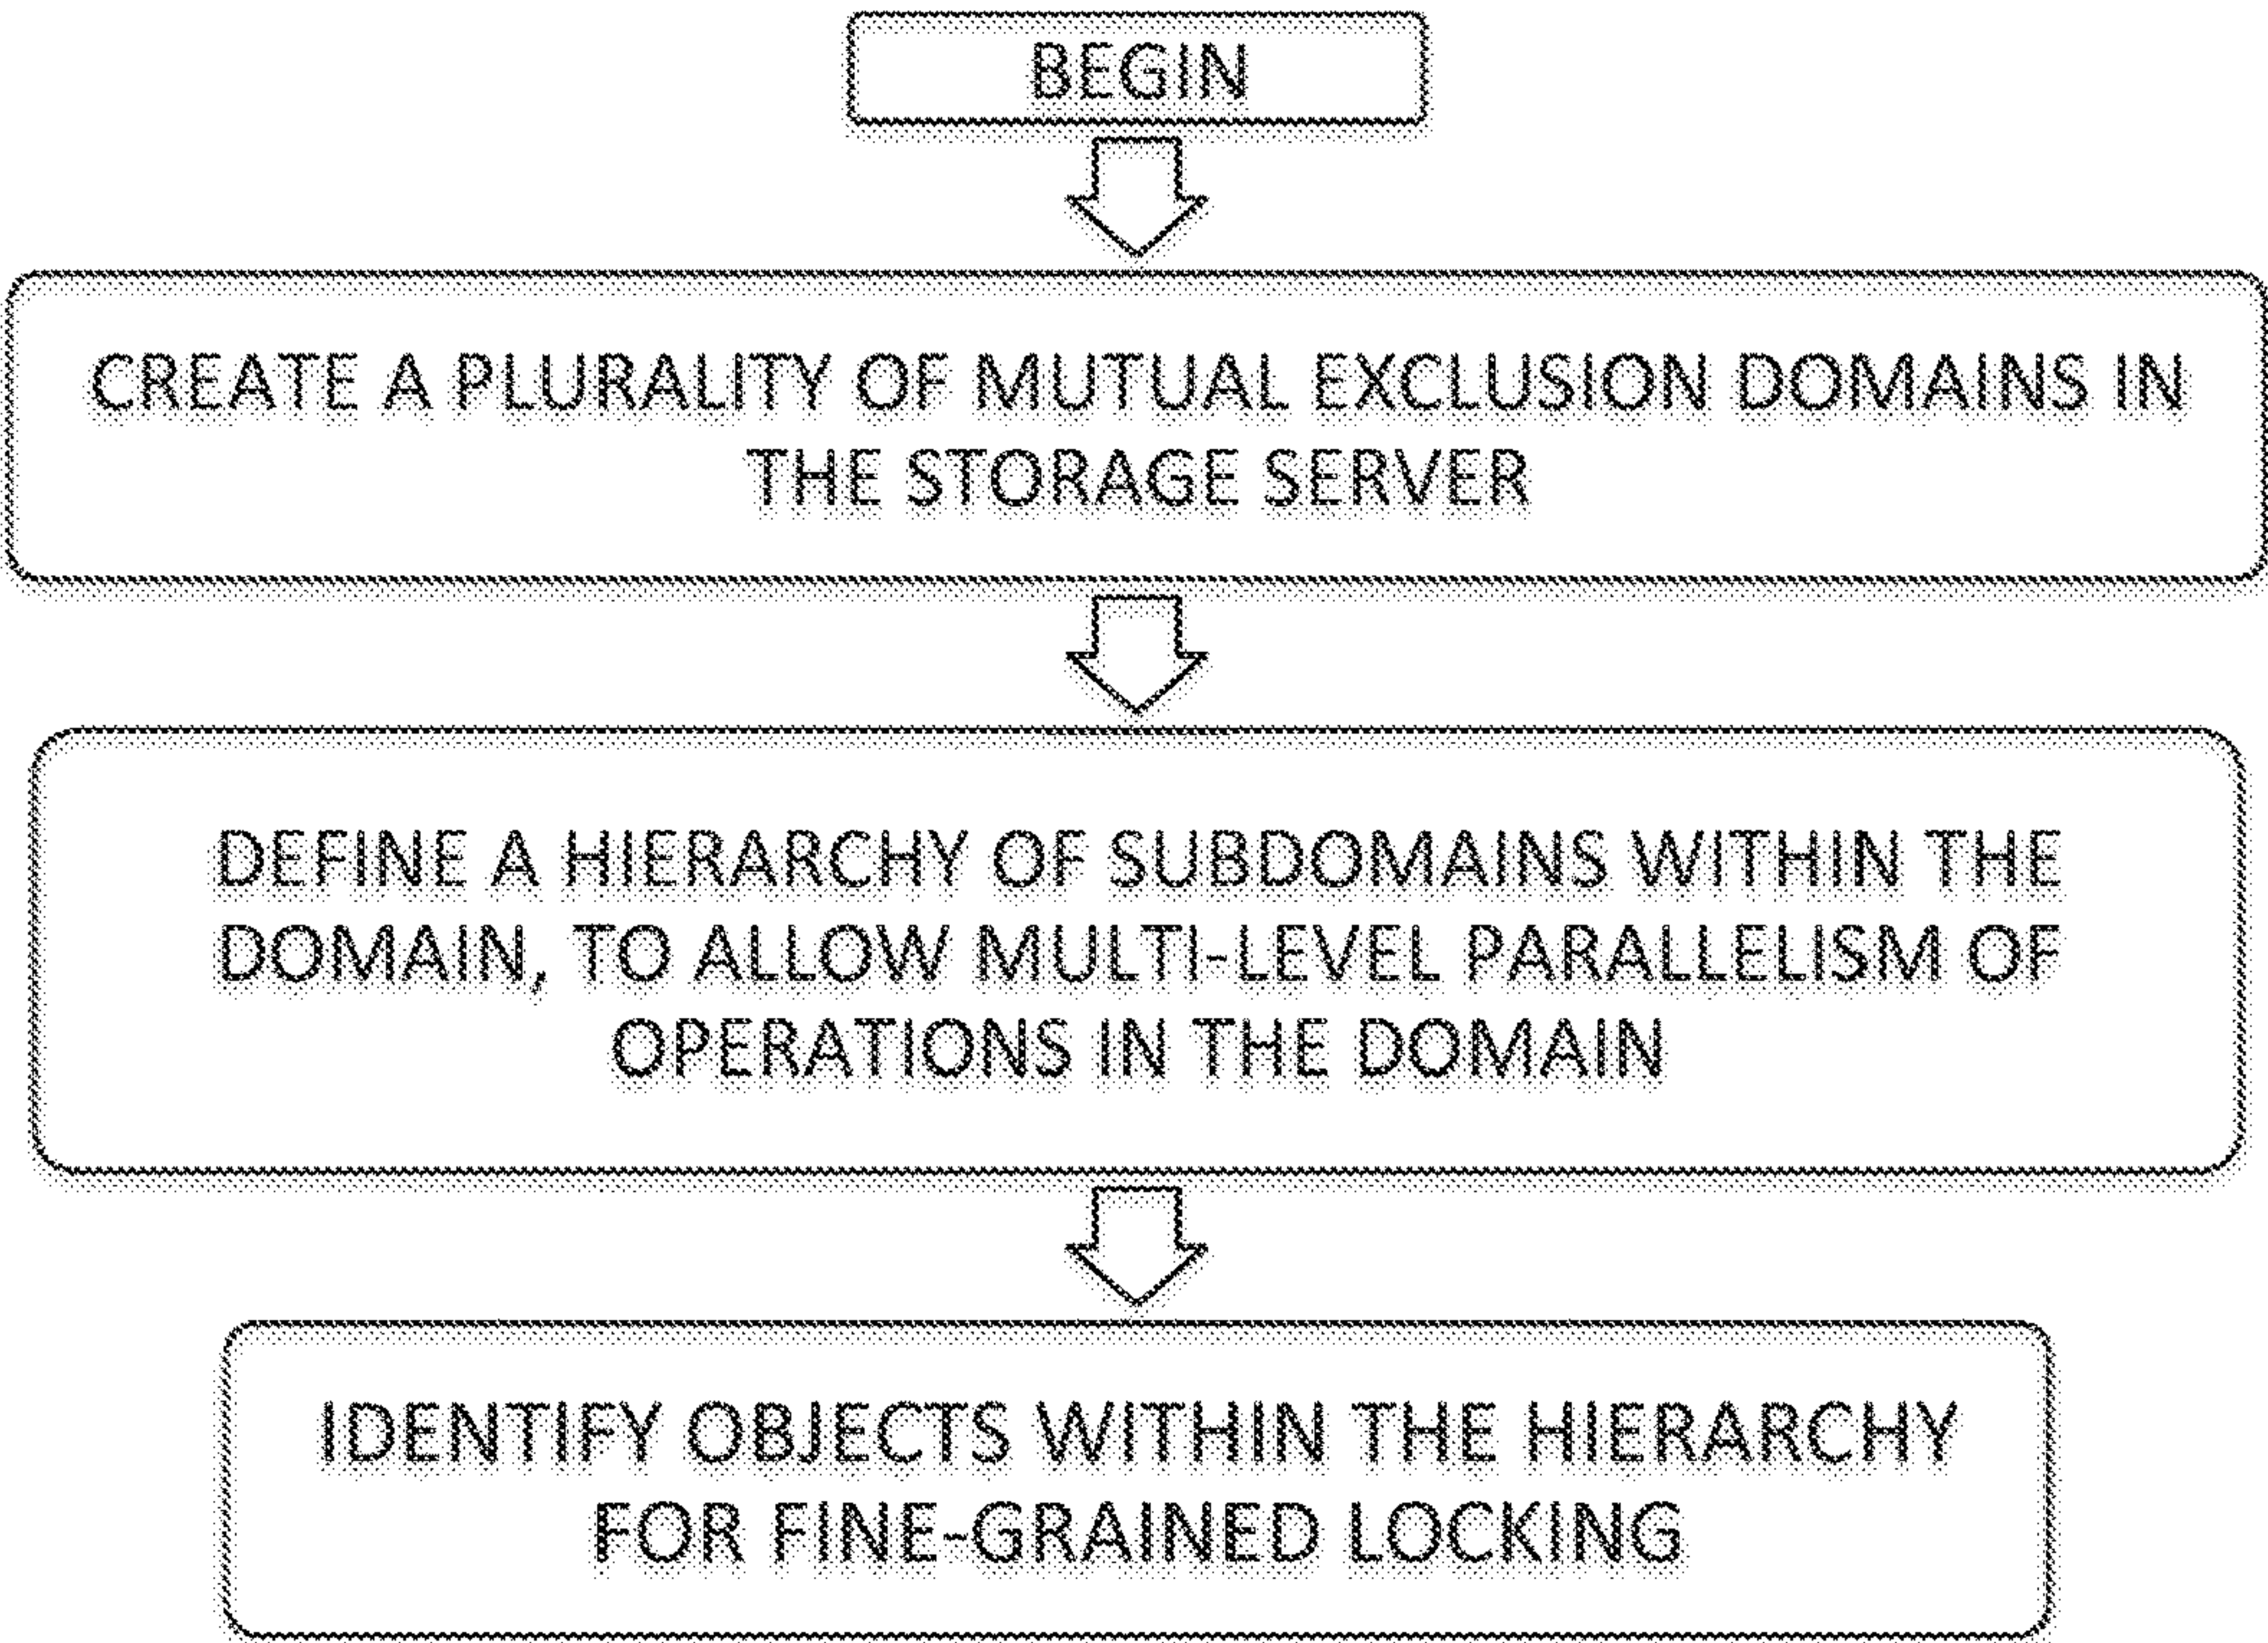 BEGIN
CREATE A PLURALITY OF MUTUAL EXCLUSION DOMAINS IN
THE STORAGE SERVER
DEFINE A HIERARCHY OF SUBDOMAINS WITHIN THE
DOMAIN, TO ALLOW MULTI-LEVEL PARALLELISM OF
OPERATIONS IN THE DOMAIN
IDENTIFY OBJECTS WITHIN THE HIERARCHY
FOR FINE-GRAINED LOCKING